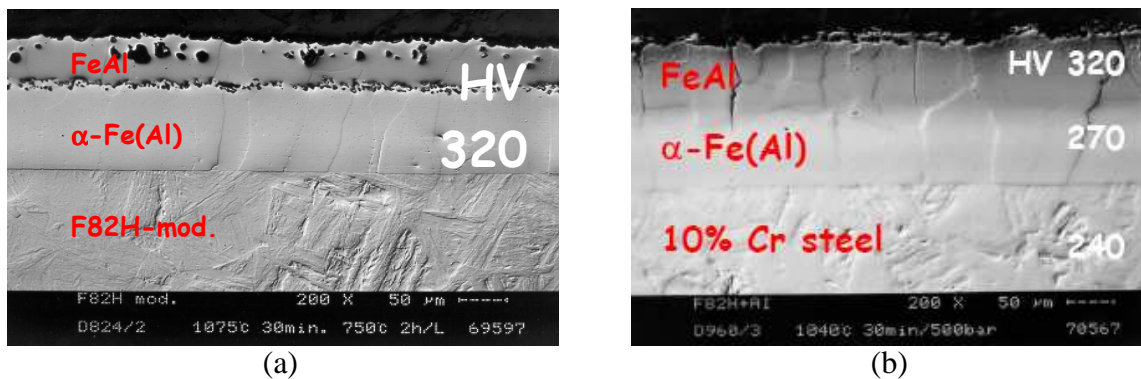 FeAl
HV
α-Fe(Al)
320
F82H-mod.
F82H mod. 200 X 50 µm
D824/2 1075℃ 30min. 750℃ 2h/L 69597
(a)
FeAl
HV 320
α-Fe(Al)
270
10% Cr steel
240
F82H+Al 200 X 50 µm
D960/3 1040℃ 30min/500bar 70567
(b)